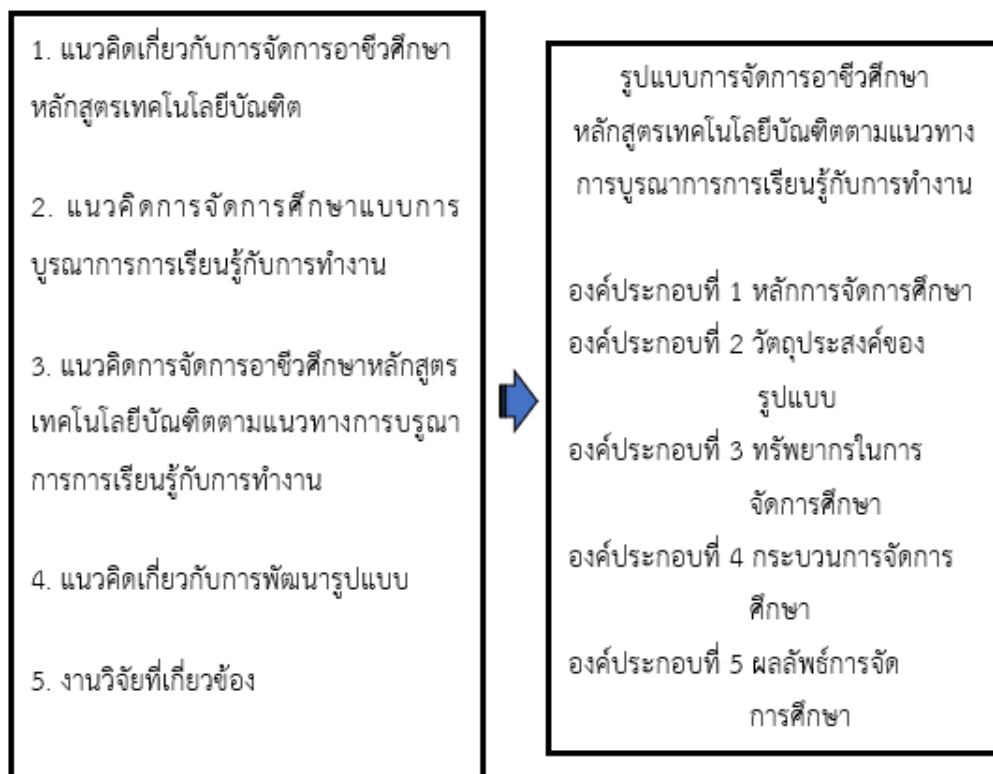 1. แนวคิดเกี่ยวกับการจัดการอาชีวศึกษา
หลักสูตรเทคโนโลยีบัณฑิต
2. แนวคิดการจัดการศึกษาแบบการ
บูรณาการการเรียนรู้กับการทำงาน
3. แนวคิดการจัดการอาชีวศึกษาหลักสูตร
เทคโนโลยีบัณฑิตตามแนวทางการบรูณา
การการเรียนรู้กับการทำงาน
4. แนวคิดเกี่ยวกับการพัฒนารูปแบบ
5. งานวิจัยที่เกี่ยวข้อง
รูปแบบการจัดการอาชีวศึกษา
หลักสูตรเทคโนโลยีบัณฑิตตามแนวทาง
การบูรณาการการเรียนรู้กับการทำงาน
องค์ประกอบที่ 1 หลักการจัดการศึกษา
องค์ประกอบที่ 2 วัตถุประสงค์ของ
รูปแบบ
องค์ประกอบที่ 3 ทรัพยากรในการ
จัดการศึกษา
องค์ประกอบที่ 4 กระบวนการจัดการ
ศึกษา
องค์ประกอบที่ 5 ผลลัพธ์การจัด
การศึกษา